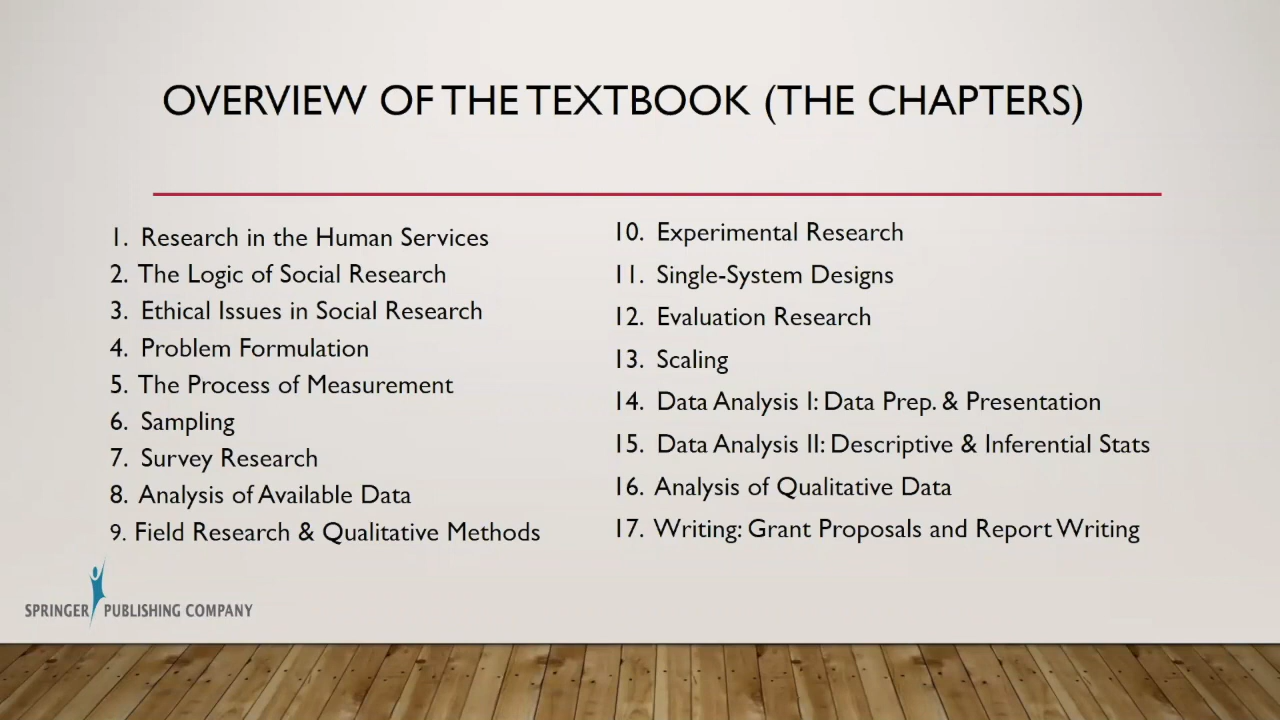 OVERVIEW OF THE TEXTBOOK (THE CHAPTERS)
1. Research in the Human Services
2. The Logic of Social Research
3. Ethical Issues in Social Research
4. Problem Formulation
5. The Process of Measurement
6. Sampling
7. Survey Research
8. Analysis of Available Data
9. Field Research & Qualitative Methods
10. Experimental Research
11. Single-System Designs
12. Evaluation Research
13. Scaling
14. Data Analysis I: Data Prep. & Presentation
15. Data Analysis II: Descriptive & Inferential Stats
16. Analysis of Qualitative Data
17. Writing: Grant Proposals and Report Writing
SPRINGER PUBLISHING COMPANY